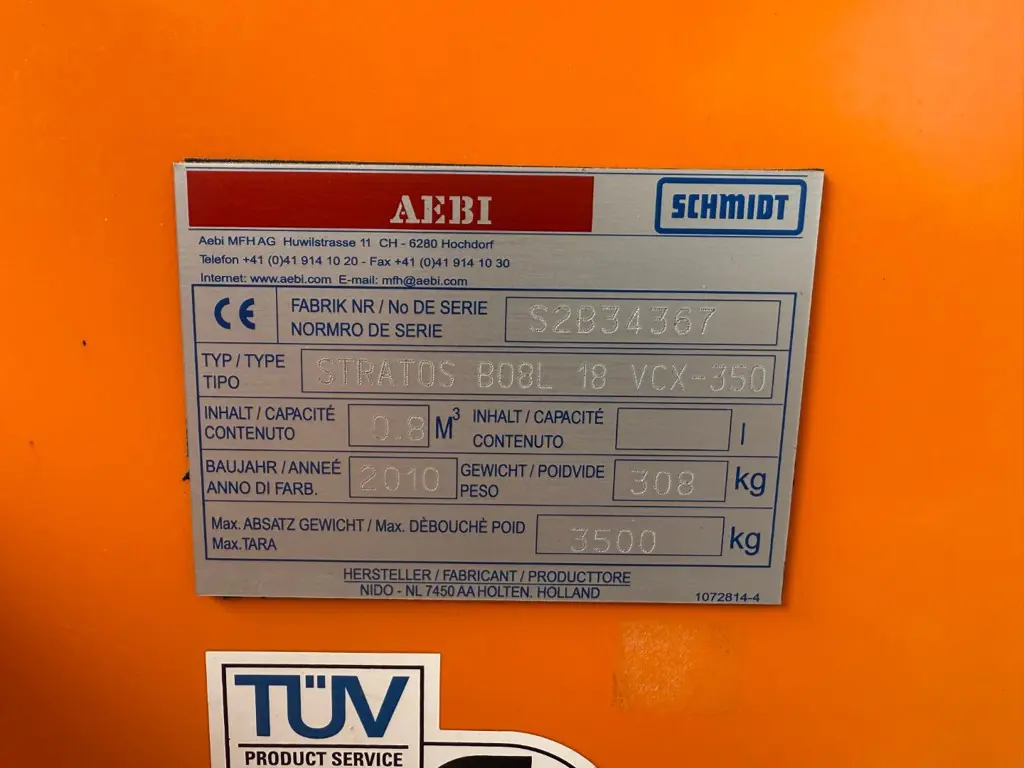 AEBI
SCHMIDT
Aebi MFH AG Huwilstrasse 11 CH - 6280 Hochdorf
Telefon +41 (0)41 914 10 20 - Fax +41 (0)41 914 10 30
Internet: www.aebi.com E-mail: mfh@aebi.com
CE FABRIK NR / No DE SERIE S2B34367
NORMRO DE SERIE
TYP / TYPE STRATOS B08L 18 VCX-350
TIPO
INHALT / CAPACITÉ 0.8 M³ INHALT / CAPACITÉ l
CONTENUTO CONTENUTO
BAUJAHR / ANNEÉ 2010 GEWICHT / POIDVIDE 308 kg
ANNO DI FARB. PESO
Max. ABSATZ GEWICHT / Max. DÈBOUCHÈ POID 3500 kg
Max.TARA
HERSTELLER / FABRICANT / PRODUCTTORE
NIDO - NL 7450 AA HOLTEN. HOLLAND
1072814-4
TÜV
PRODUCT SERVICE